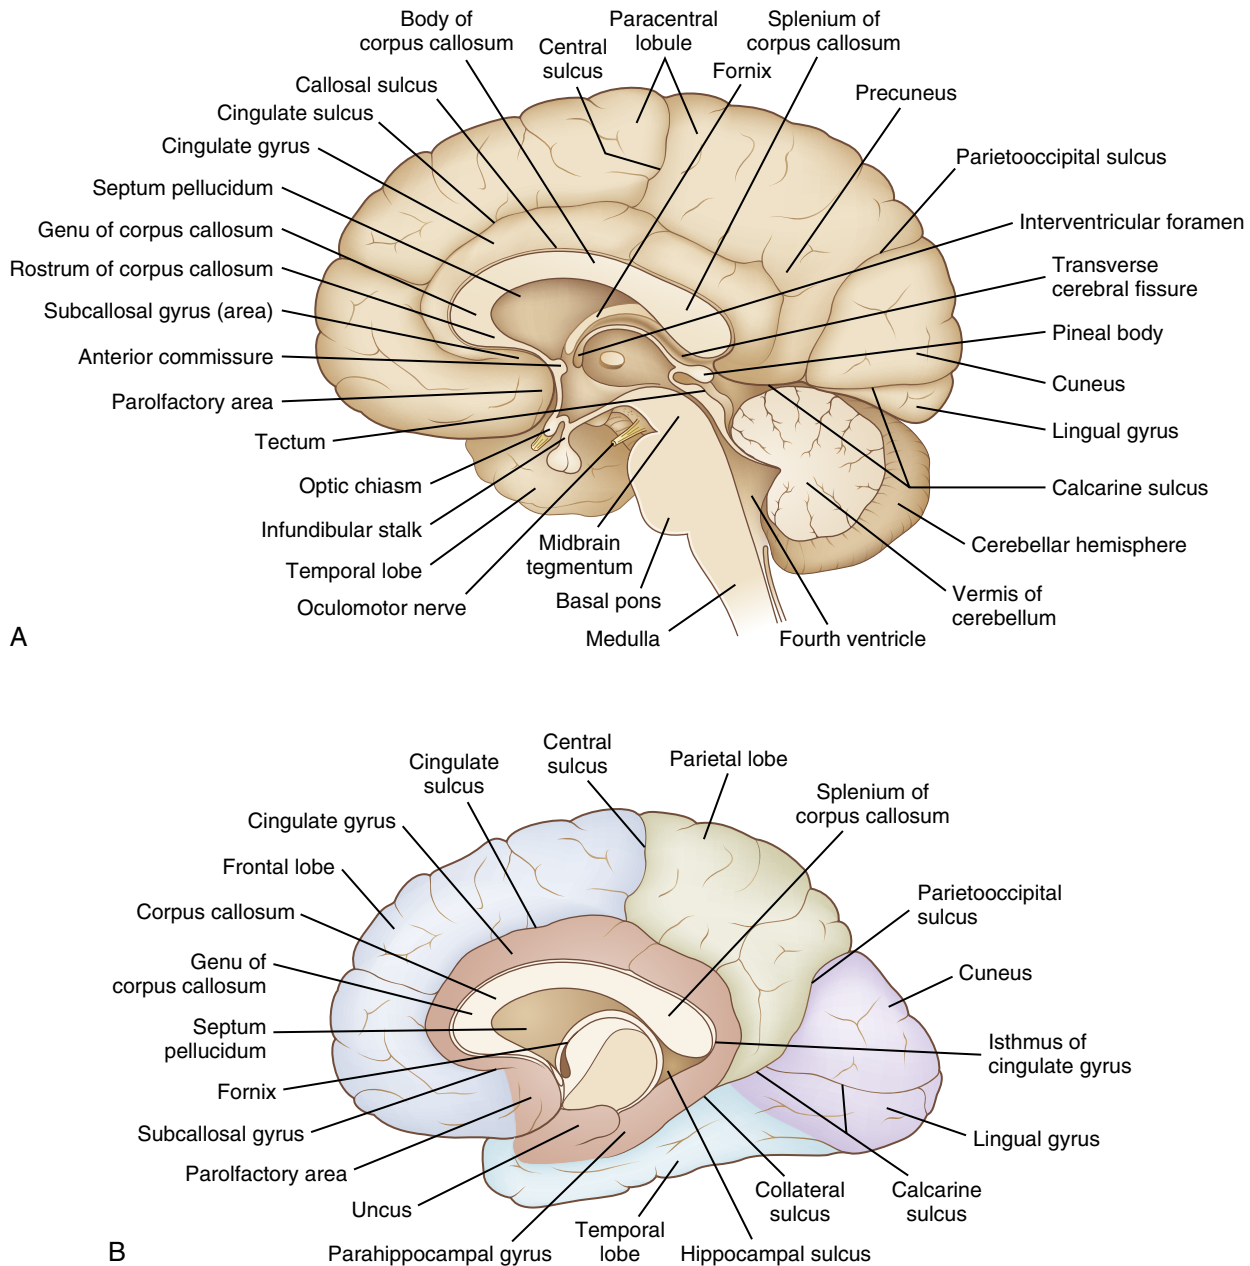 Body of
corpus callosum
Paracentral
lobule
Splenium of
corpus callosum
Central
sulcus
Fornix
Callosal sulcus
Precuneus
Cingulate sulcus
Cingulate gyrus
Parietooccipital sulcus
Septum pellucidum
Interventricular foramen
Genu of corpus callosum
Rostrum of corpus callosum
Transverse
cerebral fissure
Subcallosal gyrus (area)
Pineal body
Anterior commissure
Cuneus
Parolfactory area
Lingual gyrus
Tectum
Optic chiasm
Calcarine sulcus
Infundibular stalk
Midbrain
tegmentum
Cerebellar hemisphere
Temporal lobe
Oculomotor nerve
Basal pons
Vermis of
cerebellum
Medulla
Fourth ventricle
A
Central
sulcus
Cingulate
sulcus
Parietal lobe
Splenium of
corpus callosum
Cingulate gyrus
Frontal lobe
Parietooccipital
sulcus
Corpus callosum
Genu of
corpus callosum
Cuneus
Septum
pellucidum
Isthmus of
cingulate gyrus
Fornix
Subcallosal gyrus
Lingual gyrus
Parolfactory area
Uncus
Collateral
sulcus
Calcarine
sulcus
Temporal
lobe
Parahippocampal gyrus
Hippocampal sulcus
B